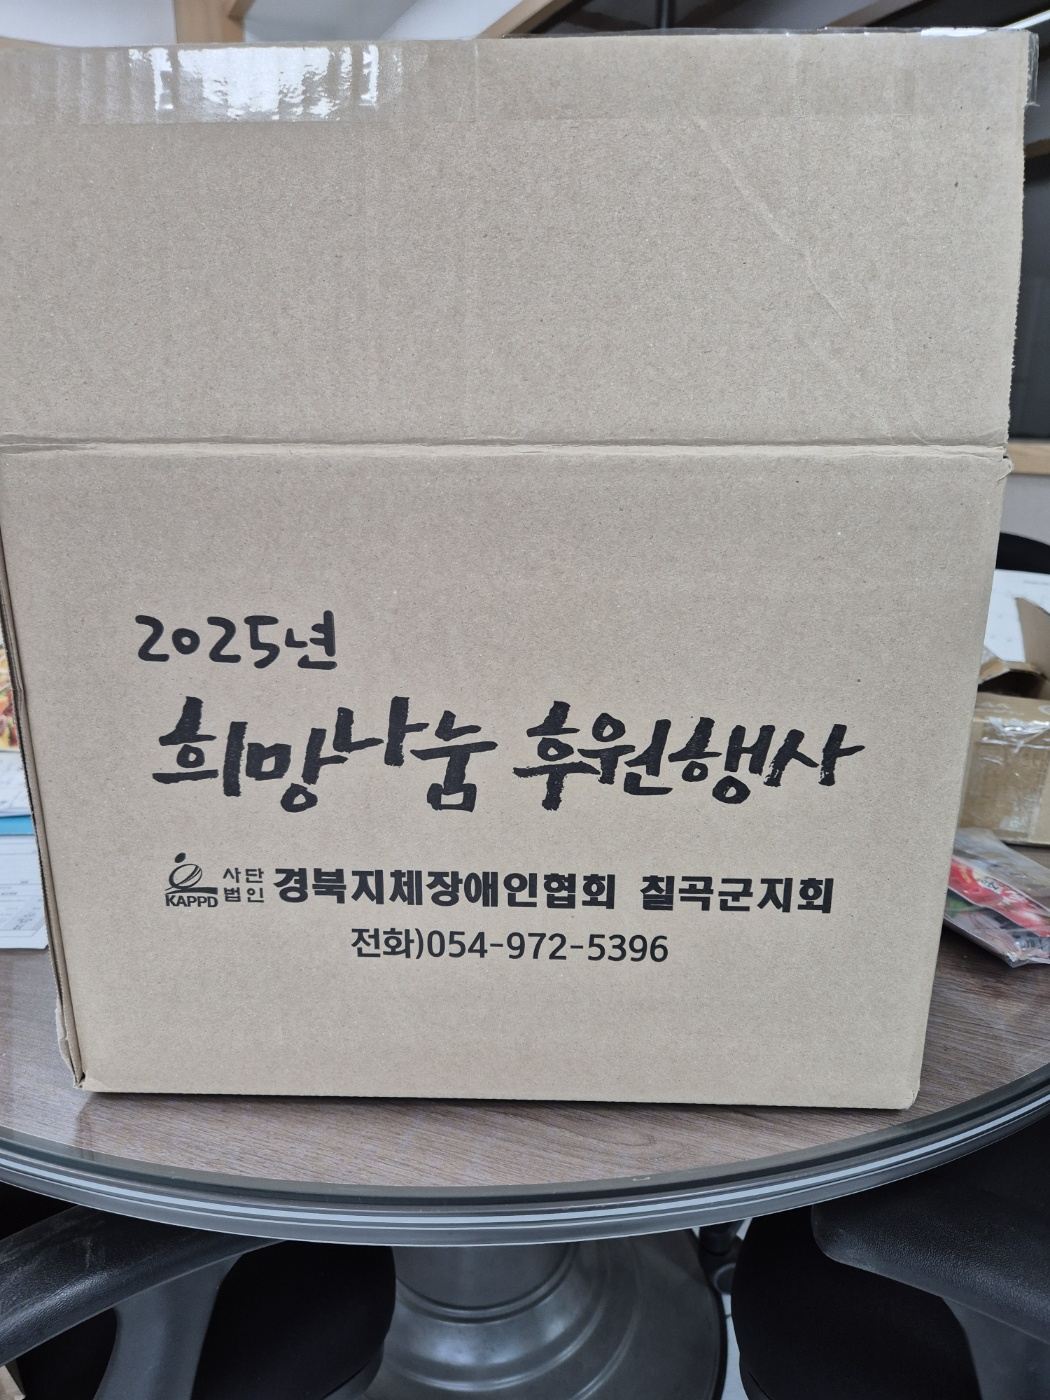 2025년
희망나눔 후원행사
KAPPD 사단법인 경북지체장애인협회 칠곡군지회
전화)054-972-5396